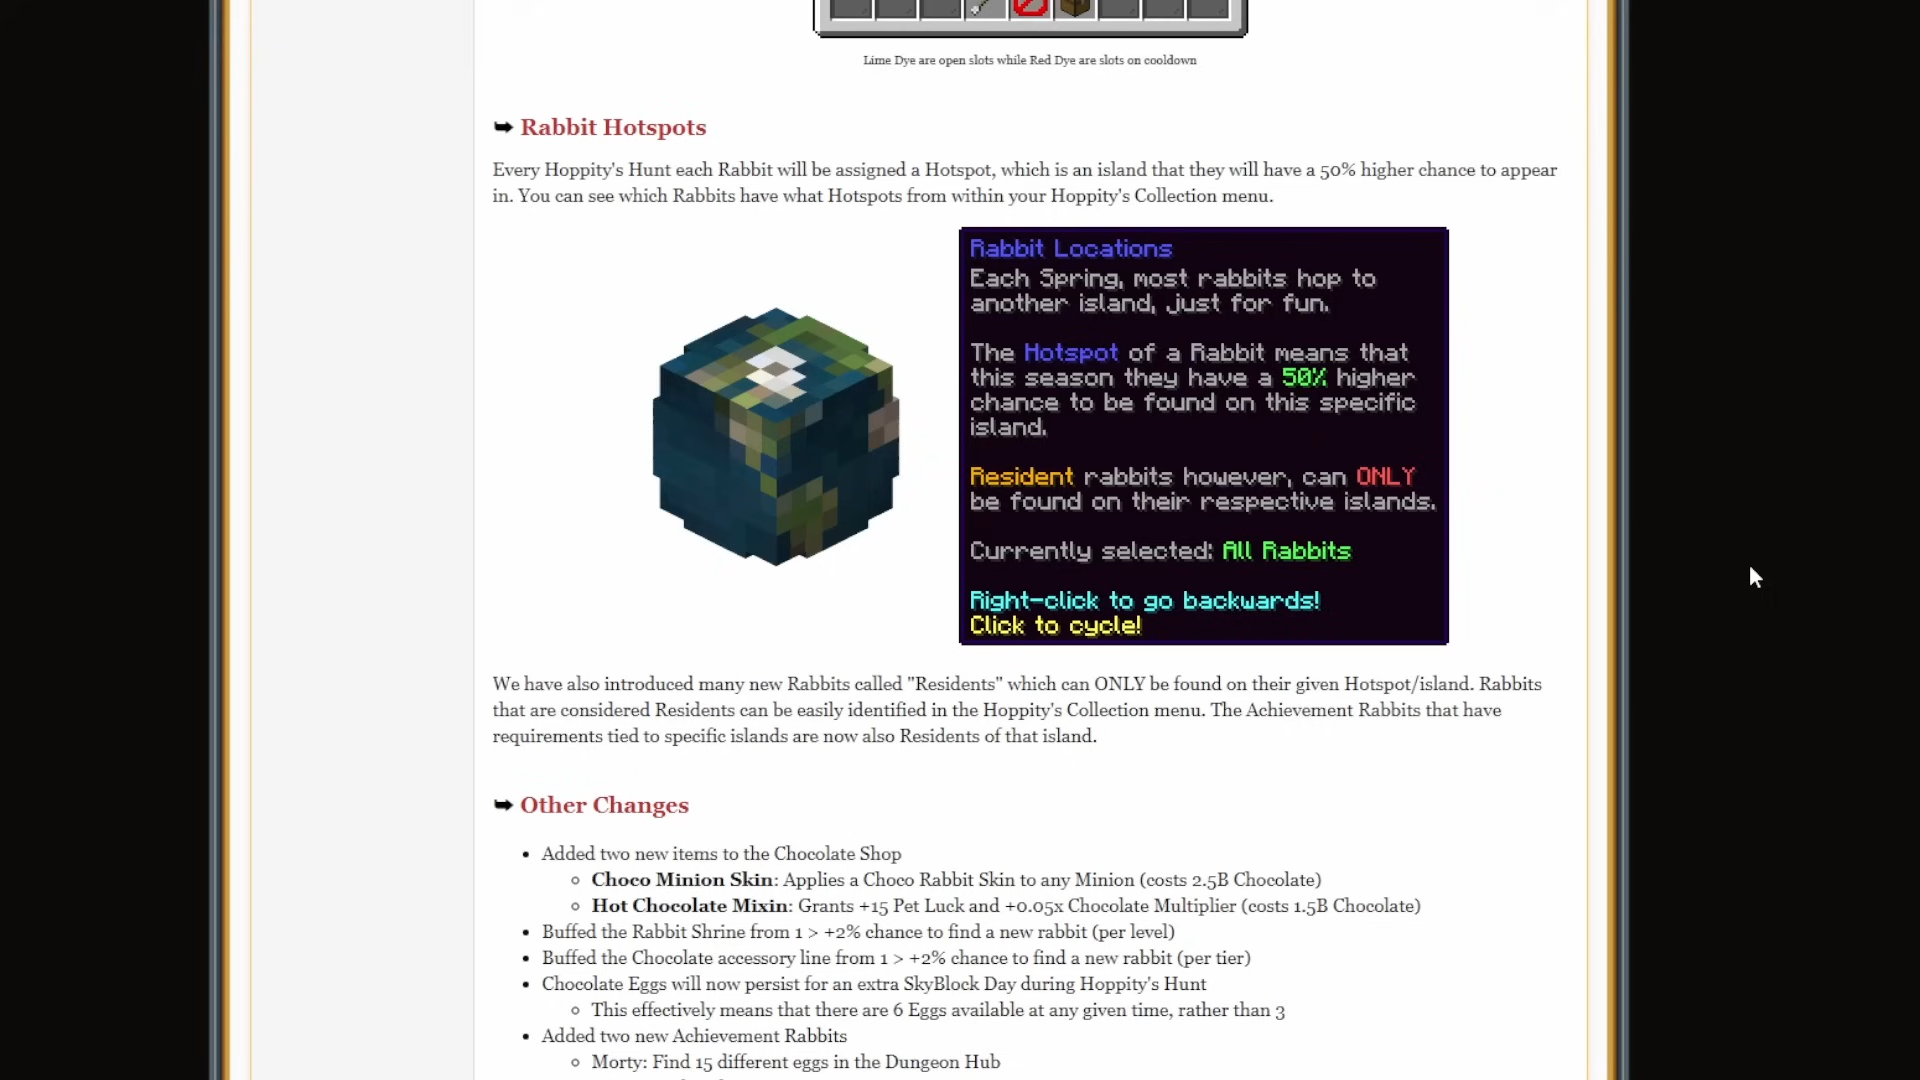 Lime Dye are open slots while Red Dye are slots on cooldown
➥ Rabbit Hotspots
Every Hoppity's Hunt each Rabbit will be assigned a Hotspot, which is an island that they will have a 50% higher chance to appear
in. You can see which Rabbits have what Hotspots from within your Hoppity's Collection menu.
Rabbit Locations
Each Spring, most rabbits hop to
another island, just for fun.
The Hotspot of a Rabbit means that
this season they have a 50% higher
chance to be found on this specific
island.
Resident rabbits however, can ONLY
be found on their respective islands.
Currently selected: All Rabbits
Right-click to go backwards!
Click to cycle!
We have also introduced many new Rabbits called "Residents" which can ONLY be found on their given Hotspot/island. Rabbits
that are considered Residents can be easily identified in the Hoppity's Collection menu. The Achievement Rabbits that have
requirements tied to specific islands are now also Residents of that island.
➥ Other Changes
• Added two new items to the Chocolate Shop
○ Choco Minion Skin: Applies a Choco Rabbit Skin to any Minion (costs 2.5B Chocolate)
○ Hot Chocolate Mixin: Grants +15 Pet Luck and +0.05x Chocolate Multiplier (costs 1.5B Chocolate)
• Buffed the Rabbit Shrine from 1 > +2% chance to find a new rabbit (per level)
• Buffed the Chocolate accessory line from 1 > +2% chance to find a new rabbit (per tier)
• Chocolate Eggs will now persist for an extra SkyBlock Day during Hoppity's Hunt
○ This effectively means that there are 6 Eggs available at any given time, rather than 3
• Added two new Achievement Rabbits
○ Morty: Find 15 different eggs in the Dungeon Hub